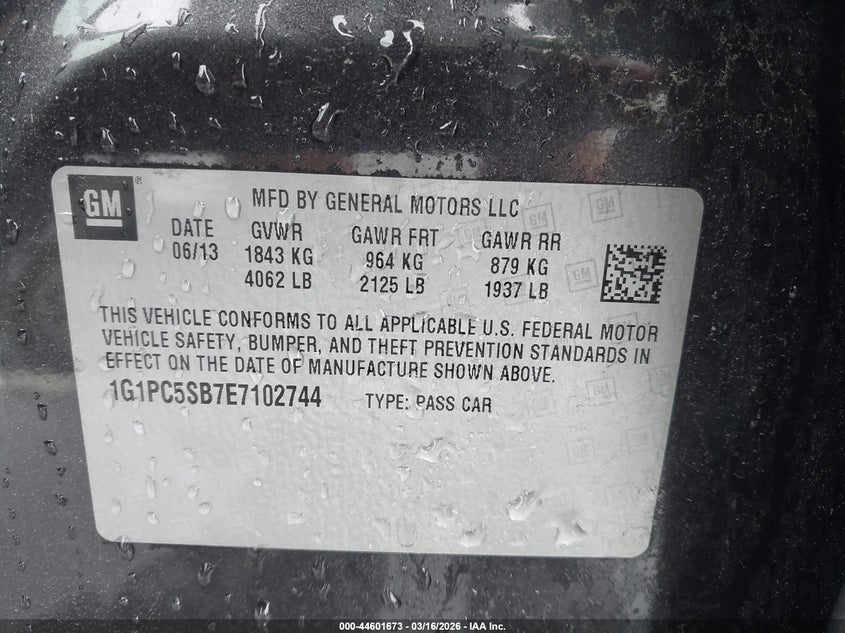 GM
MFD BY GENERAL MOTORS LLC
DATE GVWR GAWR FRT GAWR RR
06/13 1843 KG 964 KG 879 KG
4062 LB 2125 LB 1937 LB
THIS VEHICLE CONFORMS TO ALL APPLICABLE U.S. FEDERAL MOTOR
VEHICLE SAFETY, BUMPER, AND THEFT PREVENTION STANDARDS IN
EFFECT ON THE DATE OF MANUFACTURE SHOWN ABOVE.
1G1PC5SB7E7102744 TYPE: PASS CAR
000-44601673 - 03/16/2026 - IAA Inc.